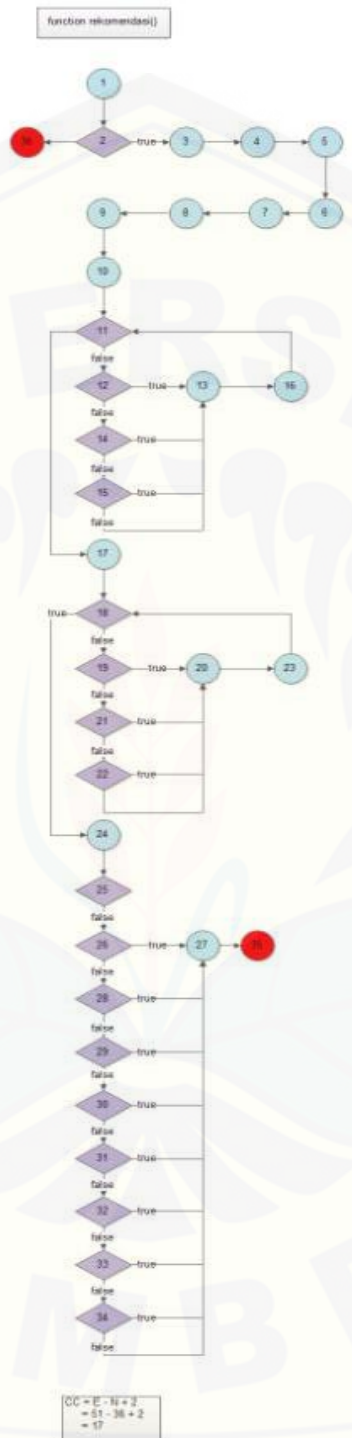 function rekomendasi()
1
2
true
3
4
5
9
8
7
6
10
11
false
12
true
13
16
false
14
true
15
true
false
17
true
18
false
19
true
20
23
false
21
true
false
22
true
24
25
false
26
true
27
false
28
true
false
29
true
false
30
true
false
31
true
false
32
true
false
33
true
false
34
true
false
CC = E - N + 2
= 51 - 36 + 2
= 17